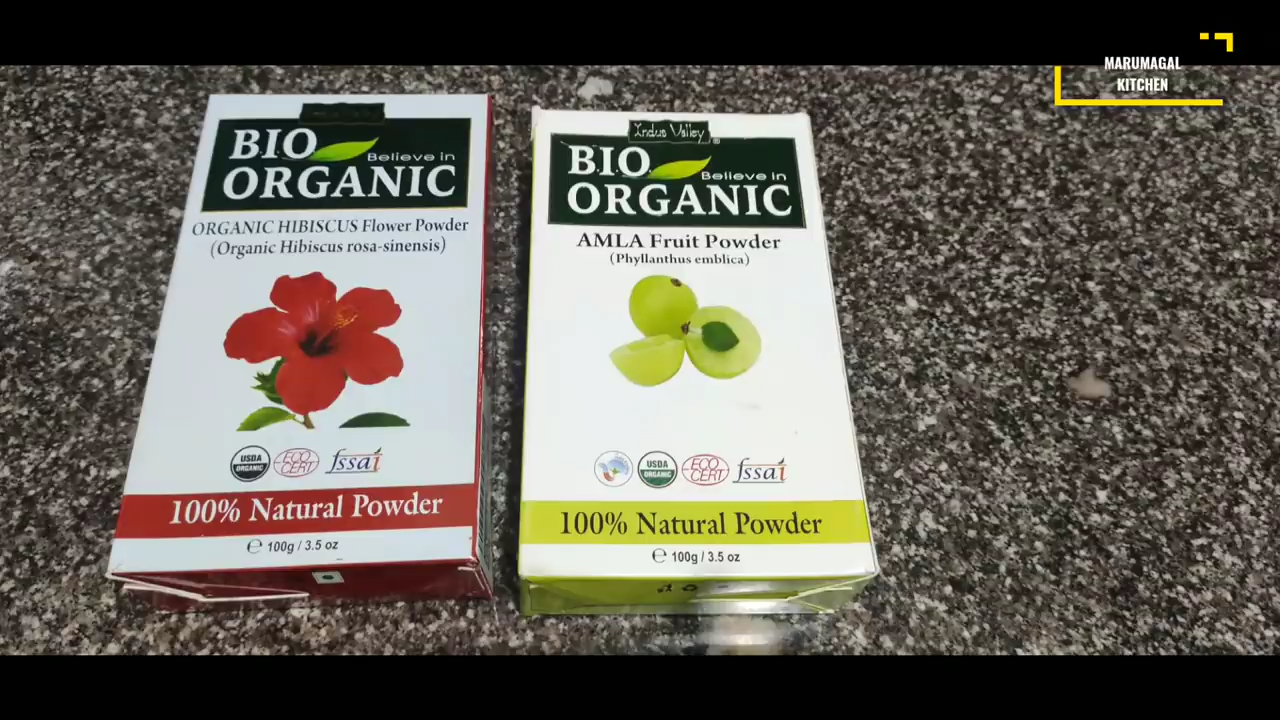 MARUMAGAL
KITCHEN
BIO
Believe in
ORGANIC
ORGANIC HIBISCUS Flower Powder
(Organic Hibiscus rosa-sinensis)
USDA
ORGANIC
ECO
CERT
fssai
100% Natural Powder
℮ 100g / 3.5 oz
Indus Valley ®
B.I.O.
Believe in
ORGANIC
AMLA Fruit Powder
(Phyllanthus emblica)
USDA
ORGANIC
ECO
CERT
fssai
100% Natural Powder
℮ 100g / 3.5 oz